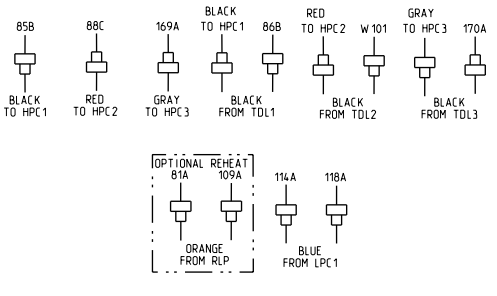 85B
BLACK
TO HPC1
88C
RED
TO HPC2
169A
GRAY
TO HPC3
BLACK
TO HPC1
86B
BLACK
FROM TDL1
RED
TO HPC2
W101
BLACK
FROM TDL2
GRAY
TO HPC3
170A
BLACK
FROM TDL3
OPTIONAL REHEAT
81A
109A
ORANGE
FROM RLP
114A
118A
BLUE
FROM LPC1